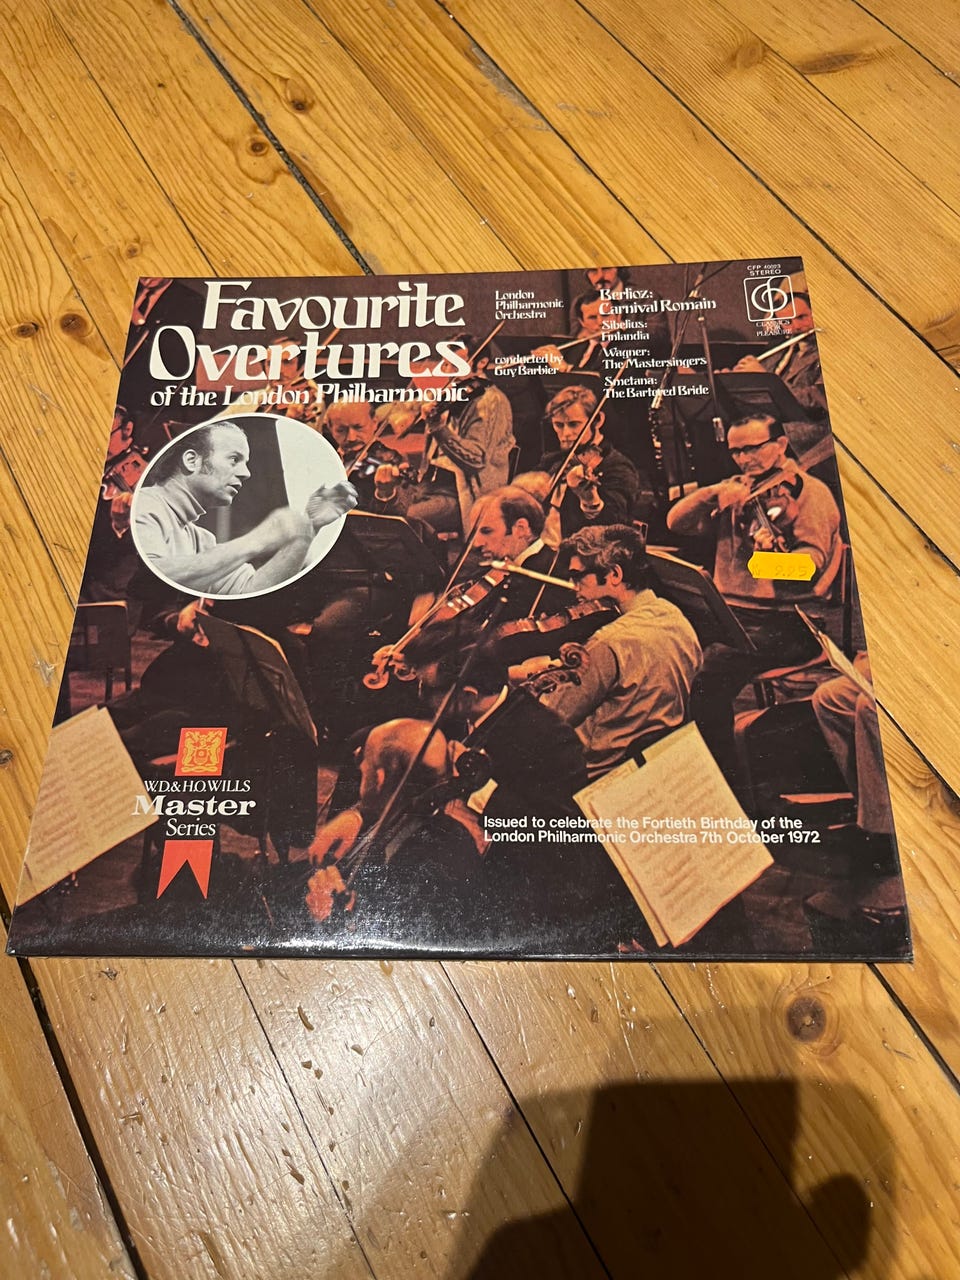 Favourite
Overtures
of the London Philharmonic
London
Philharmonic
Orchestra
conducted by
Guy Barbier
Berlioz:
Carnival Romain
Sibelius:
Finlandia
Wagner:
The Mastersingers
Smetana:
The Bartered Bride
CFP 40023
STEREO
CLASSICS
FOR
PLEASURE
9.95
W.D.& H.O.WILLS
Master
Series
Issued to celebrate the Fortieth Birthday of the
London Philharmonic Orchestra 7th October 1972